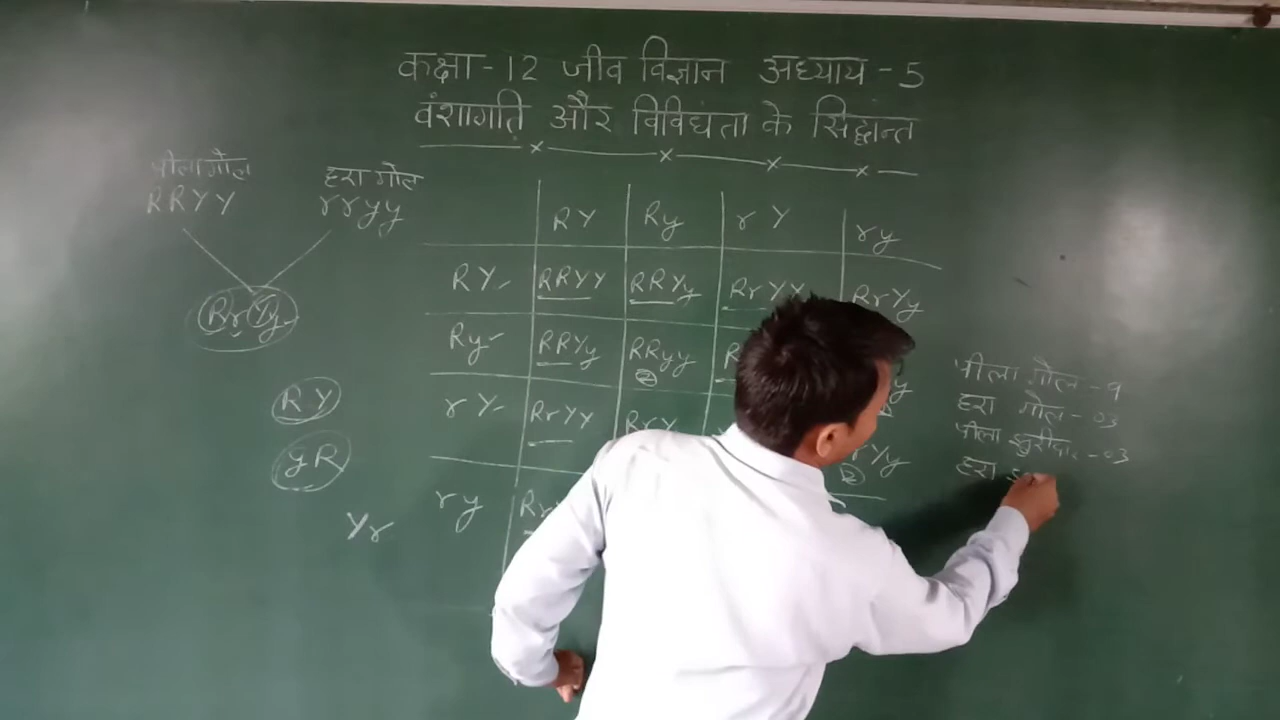 कक्षा-12 जीव विज्ञान अध्याय-5
वंशागति और विविधता के सिद्धान्त
पीला गोल
RRYY
हरा गोल
rryy
RrYy
RY
yR
Yr
RY Ry rY ry
RY RRYY RRYy RrYY RrYy
Ry RRYy RRyy
rY RrYY
ry
पीला गोल - 9
हरा गोल - 03
पीला झुर्रीदार - 03
हरा